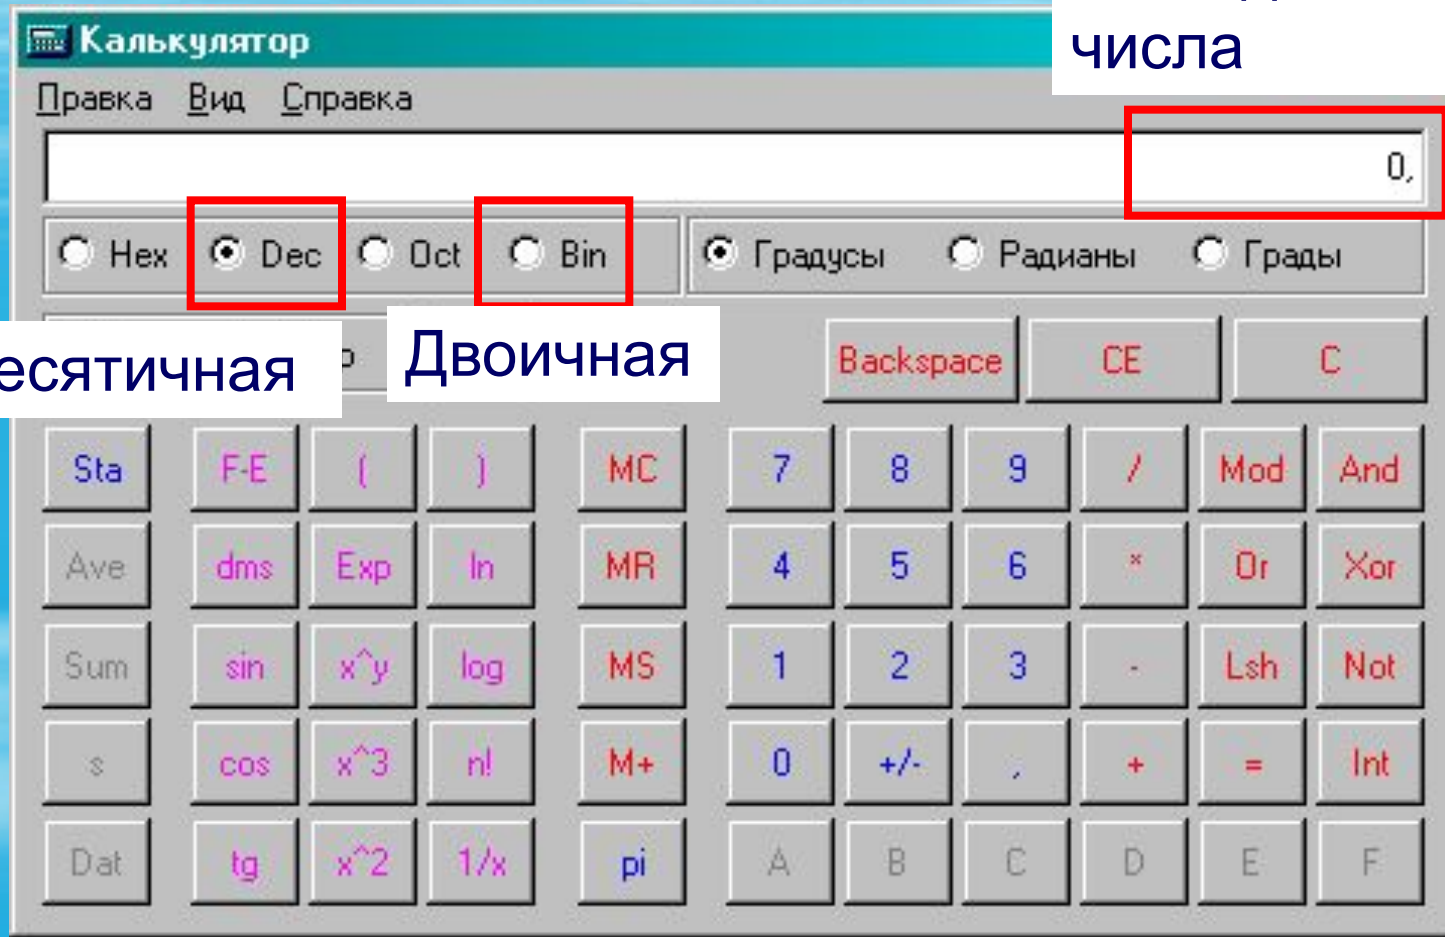 Калькулятор
числа
Правка Вид Справка
0,
Hex Dec Oct Bin Градусы Радианы Грады
есятичная Двоичная Backspace CE C
Sta F-E ( ) MC 7 8 9 / Mod And
Ave dms Exp ln MR 4 5 6 * Or Xor
Sum sin x^y log MS 1 2 3 - Lsh Not
s cos x^3 n! M+ 0 +/- , + = Int
Dat tg x^2 1/x pi A B C D E F